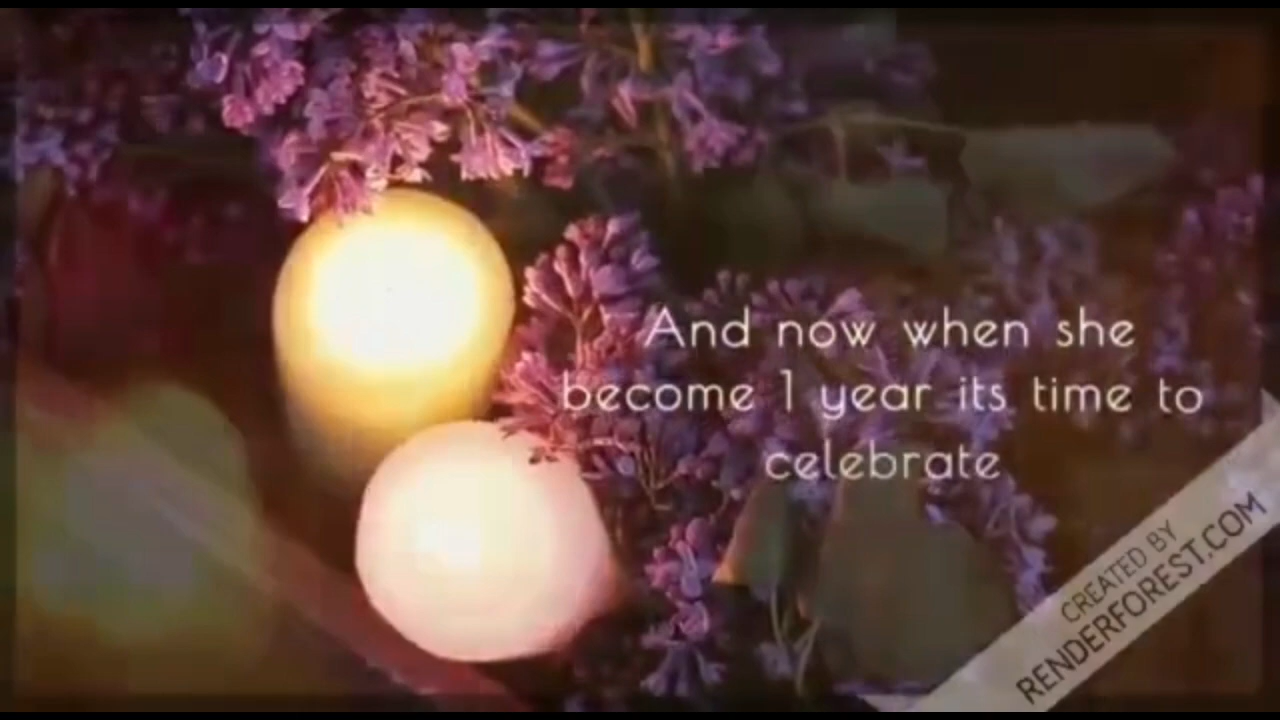 And now when she
become 1 year its time to
celebrate
CREATED BY
RENDERFOREST.COM